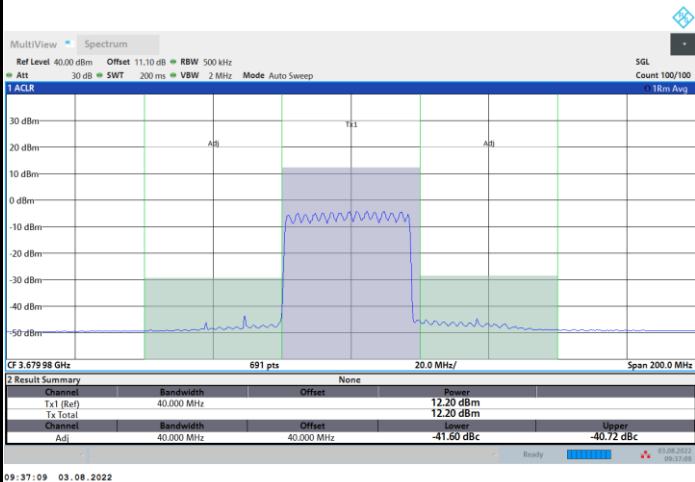 MultiView Spectrum
Ref Level 40.00 dBm Offset 11.10 dB RBW 500 kHz SGL
Att 30 dB SWT 200 ms VBW 2 MHz Mode Auto Sweep Count 100/100
1 ACLR 1Rm Avg
30 dBm
Tx1
20 dBm
Adj Adj
10 dBm
0 dBm
-10 dBm
-20 dBm
-30 dBm
-40 dBm
-50 dBm
CF 3.67998 GHz 691 pts 20.0 MHz/ Span 200.0 MHz
2 Result Summary None
Channel Bandwidth Offset Power
Tx1 (Ref) 40.000 MHz 12.20 dBm
Tx Total 12.20 dBm
Channel Bandwidth Offset Lower Upper
Adj 40.000 MHz 40.000 MHz -41.60 dBc -40.72 dBc
Ready 03.08.2022
09:37:08
09:37:09 03.08.2022